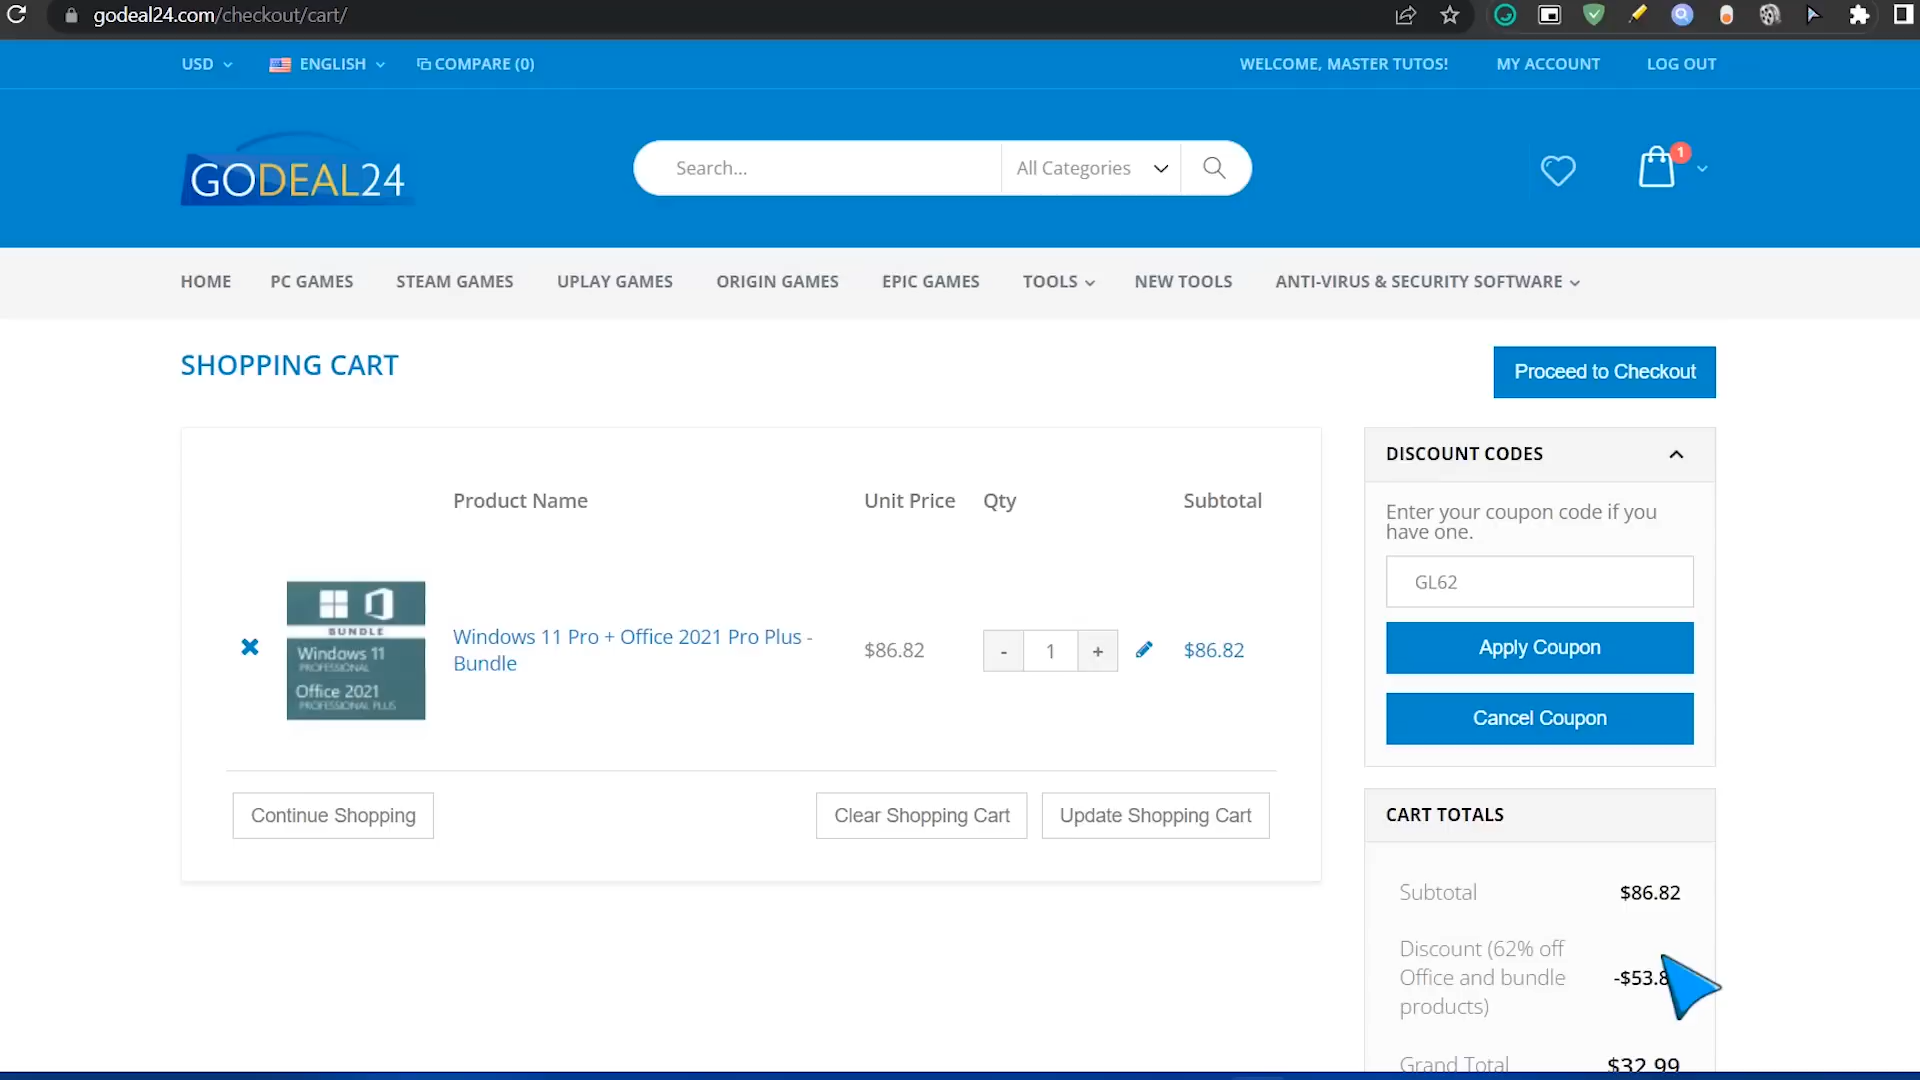 godeal24.com/checkout/cart/
USD
ENGLISH
COMPARE (0)
WELCOME, MASTER TUTOS!
MY ACCOUNT
LOG OUT
GODEAL24
Search...
All Categories
1
HOME
PC GAMES
STEAM GAMES
UPLAY GAMES
ORIGIN GAMES
EPIC GAMES
TOOLS
NEW TOOLS
ANTI-VIRUS & SECURITY SOFTWARE
SHOPPING CART
Proceed to Checkout
Product Name
Unit Price
Qty
Subtotal
BUNDLE
Windows 11
PROFESSIONAL
Office 2021
PROFESSIONAL PLUS
Windows 11 Pro + Office 2021 Pro Plus -
Bundle
$86.82
- 1 +
$86.82
Continue Shopping
Clear Shopping Cart
Update Shopping Cart
DISCOUNT CODES
Enter your coupon code if you
have one.
GL62
Apply Coupon
Cancel Coupon
CART TOTALS
Subtotal
$86.82
Discount (62% off
Office and bundle
products)
Grand Total
$32.99